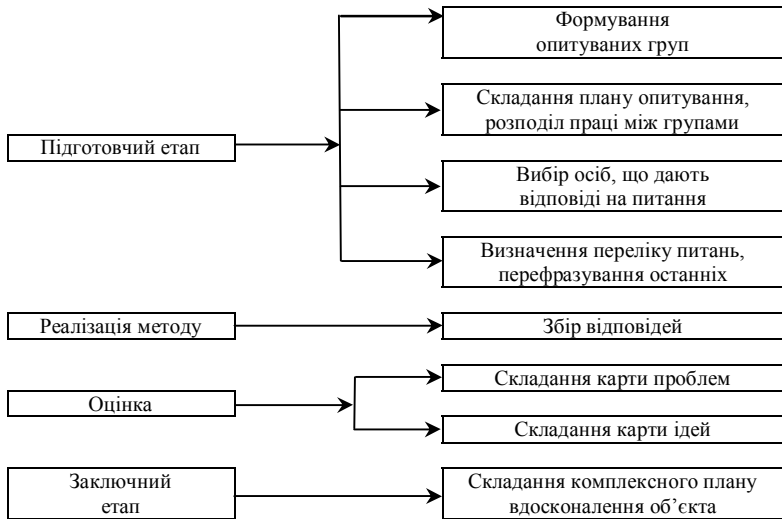 Формування
опитуваних груп
Складання плану опитування,
розподіл праці між групами
Підготовчий етап
Вибір осіб, що дають
відповіді на питання
Визначення переліку питань,
перефразування останніх
Реалізація методу
Збір відповідей
Складання карти проблем
Оцінка
Складання карти ідей
Заключний
етап
Складання комплексного плану
вдосконалення об’єкта